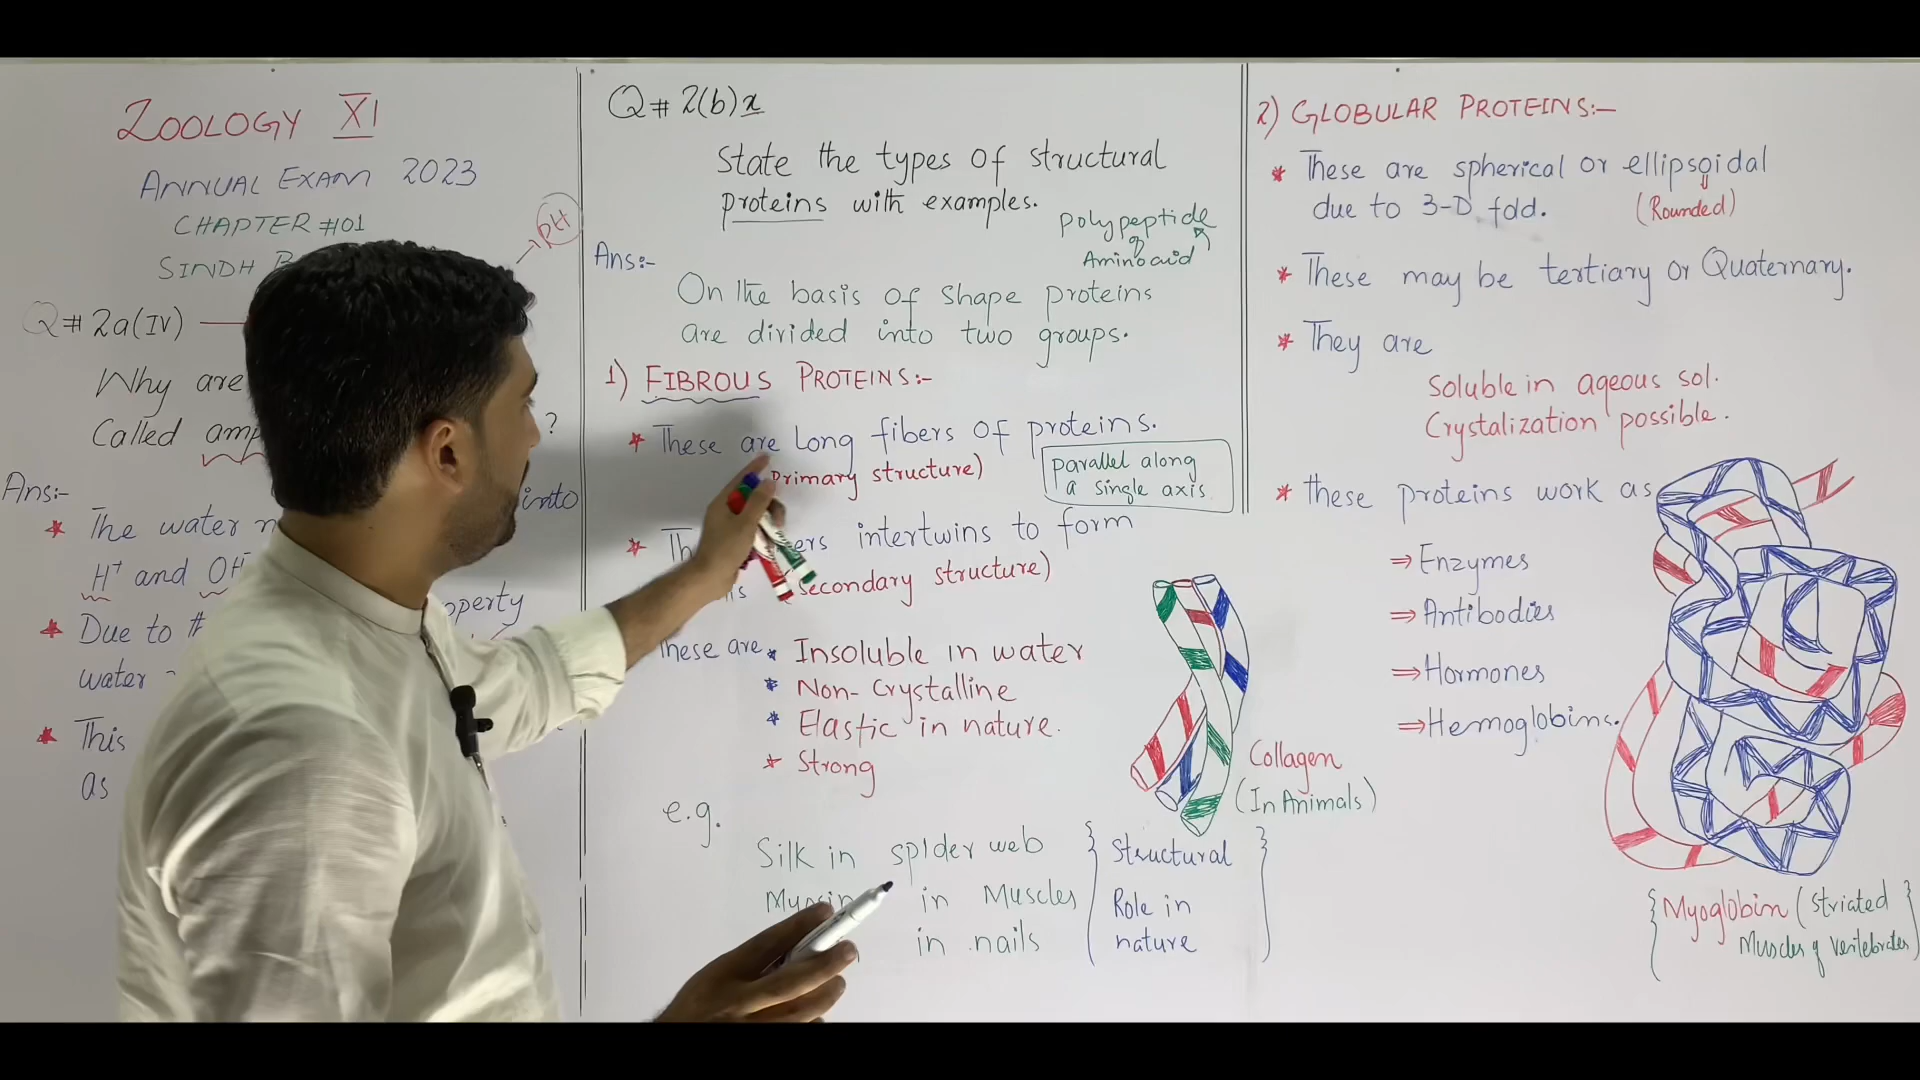 ZOOLOGY XI
ANNUAL EXAM 2023
CHAPTER #01
SINDH
Q# 2a(IV)
pH
Why are
Called ?
Ans:-
* The water into
H⁺ and OH⁻
* Due to property
water
* This
as
Q# 2(b)x
State the types of structural
proteins with examples.
polypeptide
of
Amino acid
Ans:-
On the basis of shape proteins
are divided into two groups.
1) FIBROUS PROTEINS:-
* These are Long fibers of proteins.
Primary structure)
parallel along
a single axis.
* intertwins to form
(Secondary structure)
These are * Insoluble in water
* Non-Crystalline
* Elastic in nature.
* Strong
e.g.
Silk in spider web
Myosin in Muscles
in nails
Structural
Role in
nature
Collagen
(In Animals)
2) GLOBULAR PROTEINS:-
* These are spherical or ellipsoidal
due to 3-D fold. (Rounded)
* These may be tertiary or Quaternary.
* They are
Soluble in aqeous sol.
Crystalization possible.
* these proteins work as
⇒ Enzymes
⇒ Antibodies
⇒ Hormones
⇒ Hemoglobins.
{Myoglobin (striated
Muscles of vertebrates}